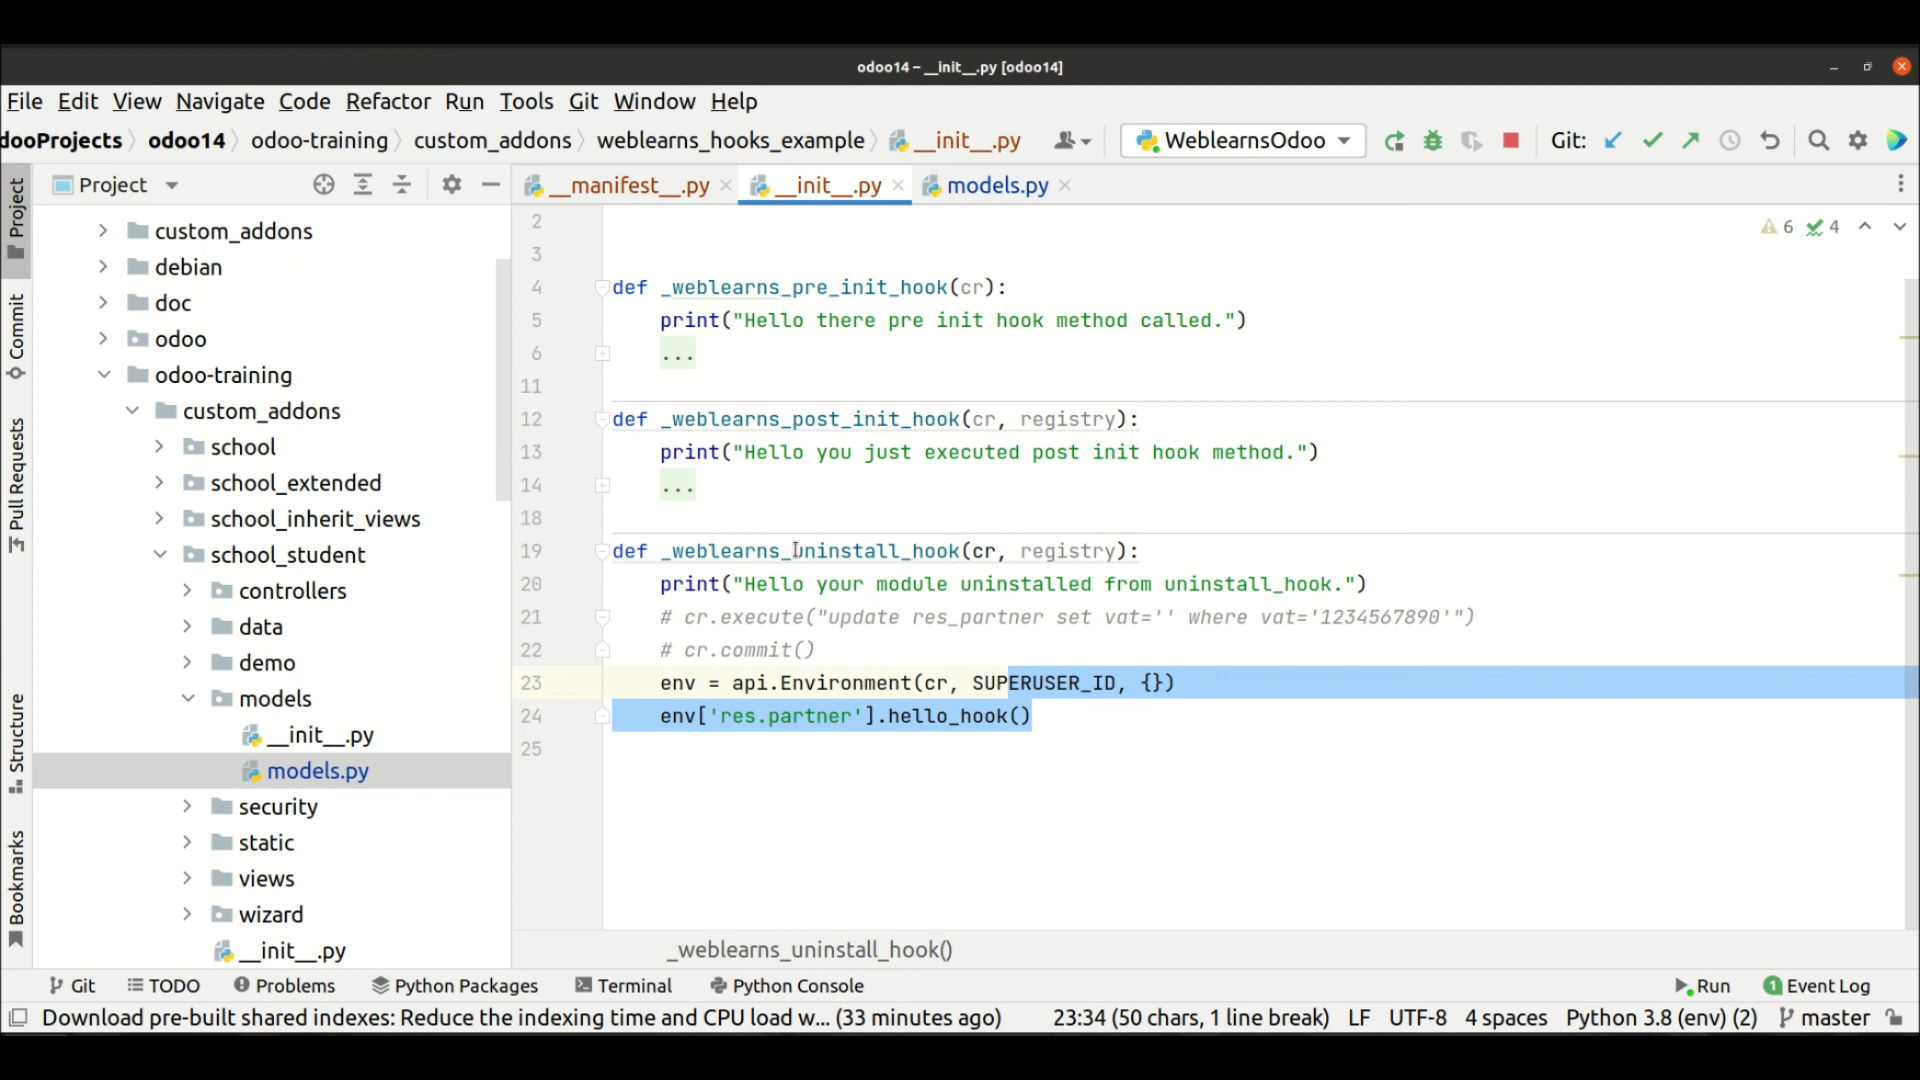 odoo14 – __init__.py [odoo14]
File Edit View Navigate Code Refactor Run Tools Git Window Help
dooProjects odoo14 odoo-training custom_addons weblearns_hooks_example __init__.py WeblearnsOdoo Git:
Project
__manifest__.py __init__.py models.py
Project
Commit
Pull Requests
Structure
Bookmarks
custom_addons
debian
doc
odoo
odoo-training
custom_addons
school
school_extended
school_inherit_views
school_student
controllers
data
demo
models
__init__.py
models.py
security
static
views
wizard
__init__.py
6 4
2
3
4 def _weblearns_pre_init_hook(cr):
5 print("Hello there pre init hook method called.")
6 ...
11
12 def _weblearns_post_init_hook(cr, registry):
13 print("Hello you just executed post init hook method.")
14 ...
18
19 def _weblearns_uninstall_hook(cr, registry):
20 print("Hello your module uninstalled from uninstall_hook.")
21 # cr.execute("update res_partner set vat='' where vat='1234567890'")
22 # cr.commit()
23 env = api.Environment(cr, SUPERUSER_ID, {})
24 env['res.partner'].hello_hook()
25
_weblearns_uninstall_hook()
Git TODO Problems Python Packages Terminal Python Console Run 1 Event Log
Download pre-built shared indexes: Reduce the indexing time and CPU load w... (33 minutes ago) 23:34 (50 chars, 1 line break) LF UTF-8 4 spaces Python 3.8 (env) (2) master